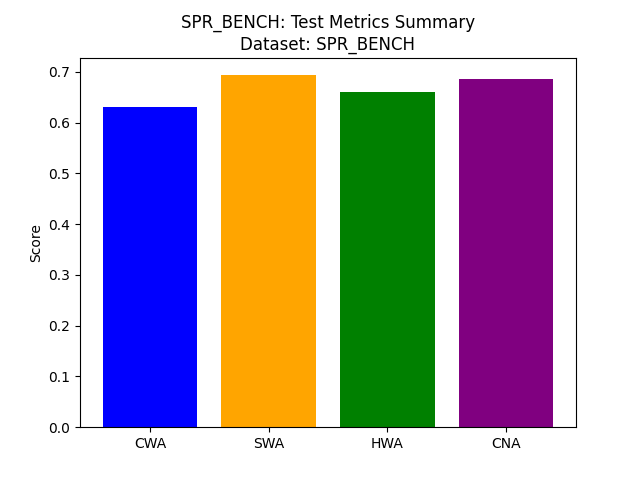 SPR_BENCH: Test Metrics Summary
Dataset: SPR_BENCH
0.7
0.6
0.5
0.4
0.3
0.2
0.1
0.0
Score
CWA SWA HWA CNA